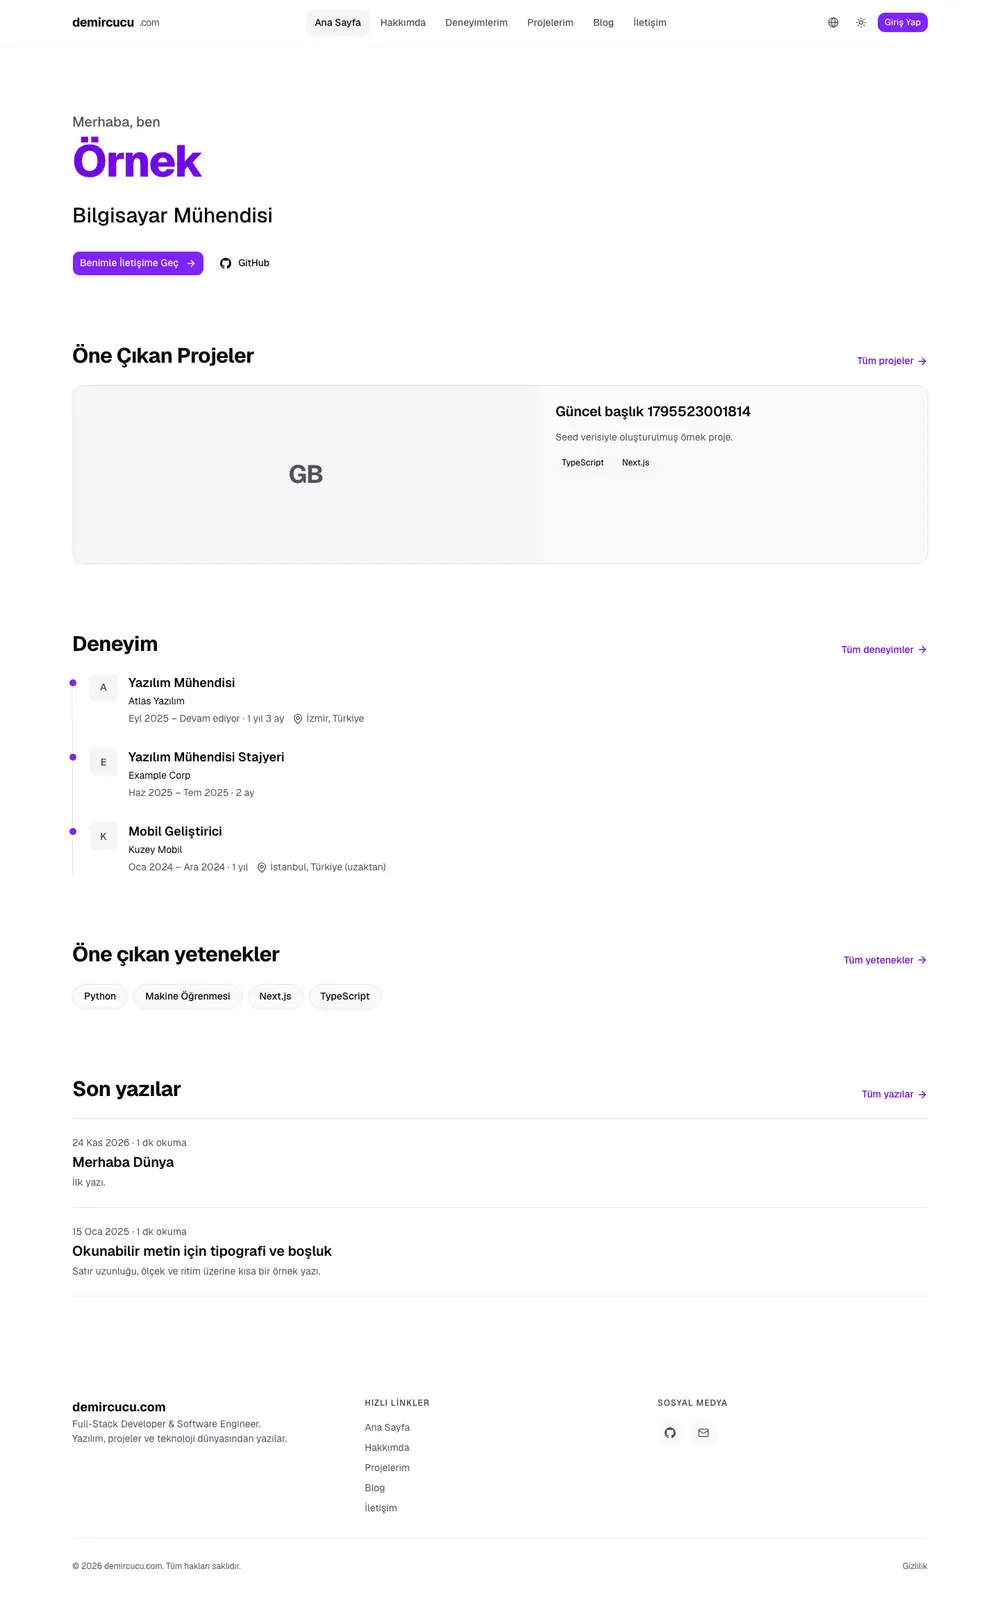 demircucu .com
Ana Sayfa
Hakkımda
Deneyimlerim
Projelerim
Blog
İletişim
Giriş Yap
Merhaba, ben
Örnek
Bilgisayar Mühendisi
Benimle İletişime Geç
GitHub
Öne Çıkan Projeler
Tüm projeler
GB
Güncel başlık 1795523001814
Seed verisiyle oluşturulmuş örnek proje.
TypeScript
Next.js
Deneyim
Tüm deneyimler
A
Yazılım Mühendisi
Atlas Yazılım
Eyl 2025 – Devam ediyor · 1 yıl 3 ay
İzmir, Türkiye
E
Yazılım Mühendisi Stajyeri
Example Corp
Haz 2025 – Tem 2025 · 2 ay
K
Mobil Geliştirici
Kuzey Mobil
Oca 2024 – Ara 2024 · 1 yıl
İstanbul, Türkiye (uzaktan)
Öne çıkan yetenekler
Tüm yetenekler
Python
Makine Öğrenmesi
Next.js
TypeScript
Son yazılar
Tüm yazılar
24 Kas 2026 · 1 dk okuma
Merhaba Dünya
İlk yazı.
15 Oca 2025 · 1 dk okuma
Okunabilir metin için tipografi ve boşluk
Satır uzunluğu, ölçek ve ritim üzerine kısa bir örnek yazı.
demircucu.com
Full-Stack Developer & Software Engineer.
Yazılım, projeler ve teknoloji dünyasından yazılar.
HIZLI LİNKLER
Ana Sayfa
Hakkımda
Projelerim
Blog
İletişim
SOSYAL MEDYA
© 2026 demircucu.com. Tüm hakları saklıdır.
Gizlilik